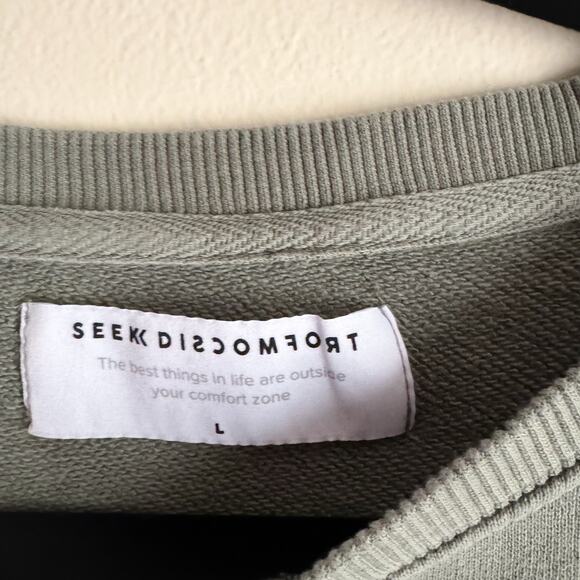 SEEK DISCOMFORT
The best things in life are outside
your comfort zone
L